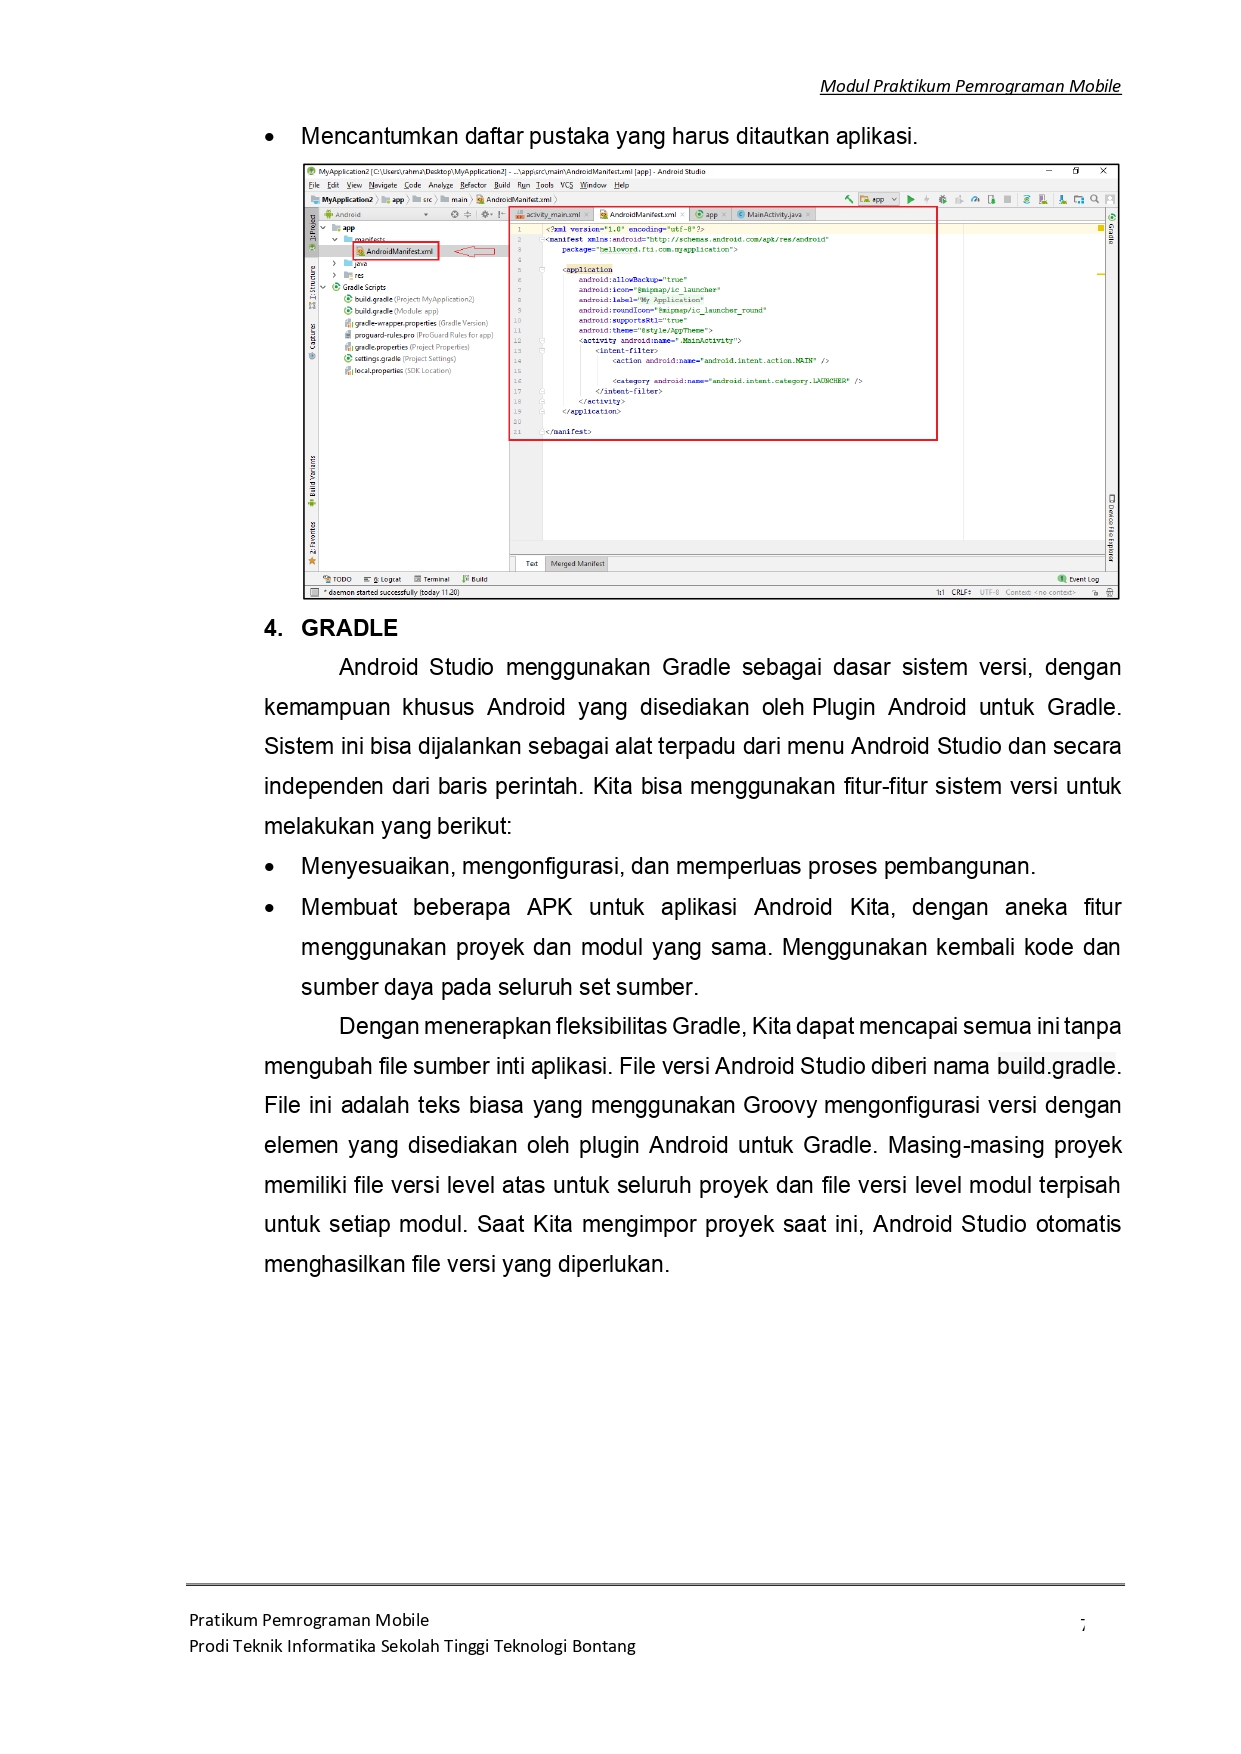 Modul Praktikum Pemrograman Mobile
• Mencantumkan daftar pustaka yang harus ditautkan aplikasi.
MyApplication2 [C:\Users\rahma\Desktop\MyApplication2] - ...\app\src\main\AndroidManifest.xml [app] - Android Studio
File Edit View Navigate Code Analyze Refactor Build Run Tools VCS Window Help
MyApplication2 app src main AndroidManifest.xml app
Android
activity_main.xml AndroidManifest.xml app MainActivity.java
1: Project
Z: Structure
Captures
Build Variants
2: Favorites
app
manifests
AndroidManifest.xml
java
res
Gradle Scripts
build.gradle (Project: MyApplication2)
build.gradle (Module: app)
gradle-wrapper.properties (Gradle Version)
proguard-rules.pro (ProGuard Rules for app)
gradle.properties (Project Properties)
settings.gradle (Project Settings)
local.properties (SDK Location)
1 <?xml version="1.0" encoding="utf-8"?>
2 <manifest xmlns:android="http://schemas.android.com/apk/res/android"
3 package="helloword.fti.com.myapplication">
4
5 <application
6 android:allowBackup="true"
7 android:icon="@mipmap/ic_launcher"
8 android:label="My Application"
9 android:roundIcon="@mipmap/ic_launcher_round"
10 android:supportsRtl="true"
11 android:theme="@style/AppTheme">
12 <activity android:name=".MainActivity">
13 <intent-filter>
14 <action android:name="android.intent.action.MAIN" />
15
16 <category android:name="android.intent.category.LAUNCHER" />
17 </intent-filter>
18 </activity>
19 </application>
20
21 </manifest>
Gradle
Device File Explorer
Text Merged Manifest
TODO 6: Logcat Terminal Build Event Log
* daemon started successfully (today 11.20) 1:1 CRLF÷ UTF-8 Context: <no context>
4. GRADLE
Android Studio menggunakan Gradle sebagai dasar sistem versi, dengan
kemampuan khusus Android yang disediakan oleh Plugin Android untuk Gradle.
Sistem ini bisa dijalankan sebagai alat terpadu dari menu Android Studio dan secara
independen dari baris perintah. Kita bisa menggunakan fitur-fitur sistem versi untuk
melakukan yang berikut:
• Menyesuaikan, mengonfigurasi, dan memperluas proses pembangunan.
• Membuat beberapa APK untuk aplikasi Android Kita, dengan aneka fitur
menggunakan proyek dan modul yang sama. Menggunakan kembali kode dan
sumber daya pada seluruh set sumber.
Dengan menerapkan fleksibilitas Gradle, Kita dapat mencapai semua ini tanpa
mengubah file sumber inti aplikasi. File versi Android Studio diberi nama build.gradle.
File ini adalah teks biasa yang menggunakan Groovy mengonfigurasi versi dengan
elemen yang disediakan oleh plugin Android untuk Gradle. Masing-masing proyek
memiliki file versi level atas untuk seluruh proyek dan file versi level modul terpisah
untuk setiap modul. Saat Kita mengimpor proyek saat ini, Android Studio otomatis
menghasilkan file versi yang diperlukan.
Pratikum Pemrograman Mobile 7
Prodi Teknik Informatika Sekolah Tinggi Teknologi Bontang